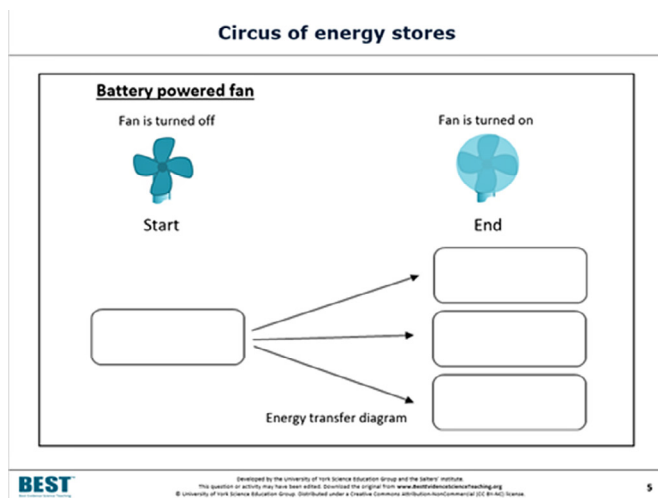 Circus of energy stores
Battery powered fan
Fan is turned off
Fan is turned on
Start
End
Energy transfer diagram
BEST
Developed by the University of York Science Education Group and the Salters' Institute.
This question or activity may have been edited. Download the original from www.BestEvidenceScienceTeaching.org
© University of York Science Education Group. Distributed under a Creative Commons Attribution-NonCommercial (CC BY-NC) license.
5